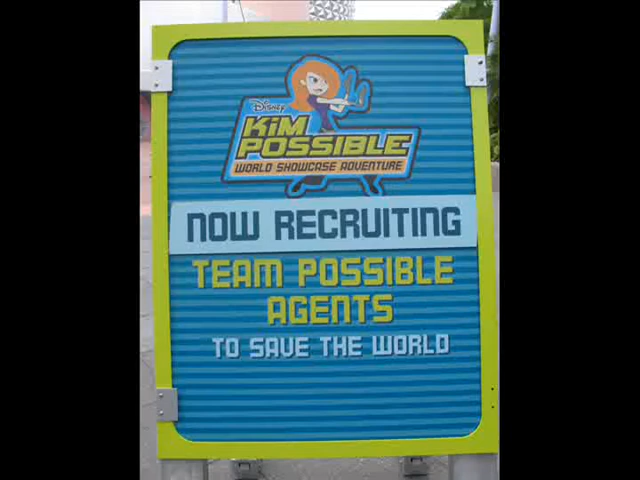 Disney
KiM
POSSIBLE
WORLD SHOWCASE ADVENTURE
NOW RECRUITING
TEAM POSSIBLE
AGENTS
TO SAVE THE WORLD